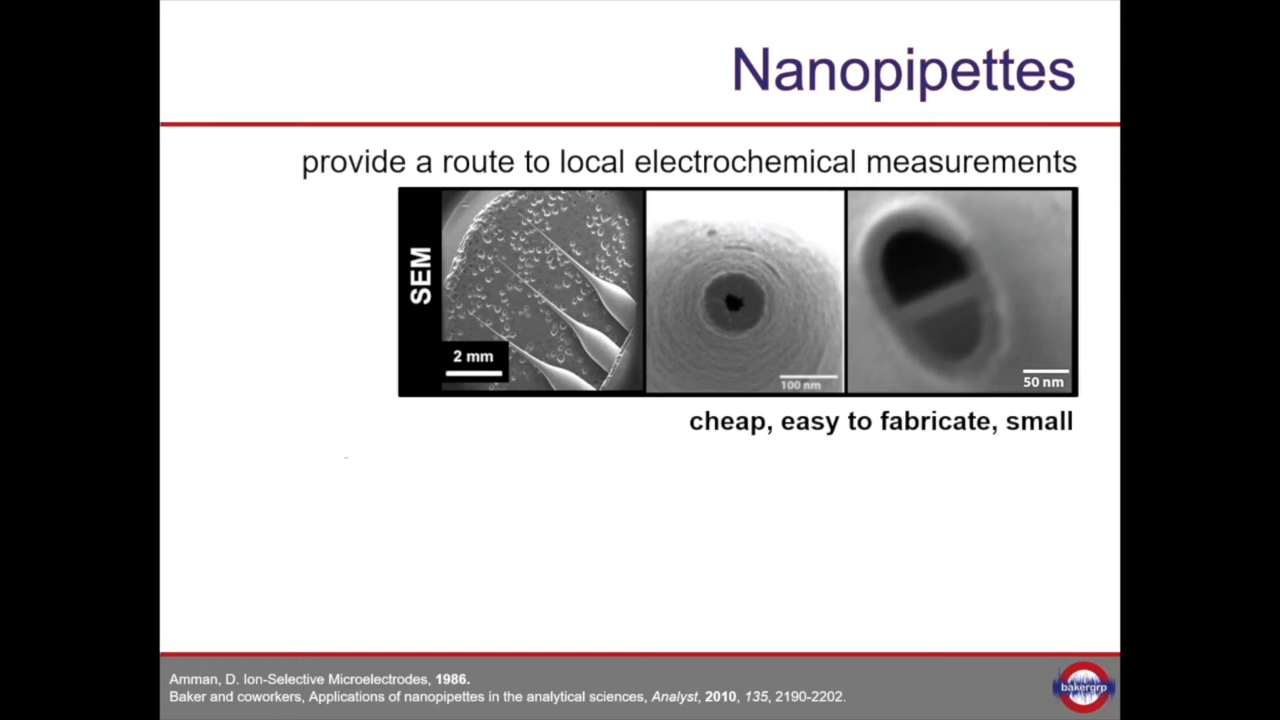 Nanopipettes
provide a route to local electrochemical measurements
SEM
2 mm
100 nm
50 nm
cheap, easy to fabricate, small
Amman, D. Ion-Selective Microelectrodes, 1986.
Baker and coworkers, Applications of nanopipettes in the analytical sciences, Analyst, 2010, 135, 2190-2202.
bakergrp